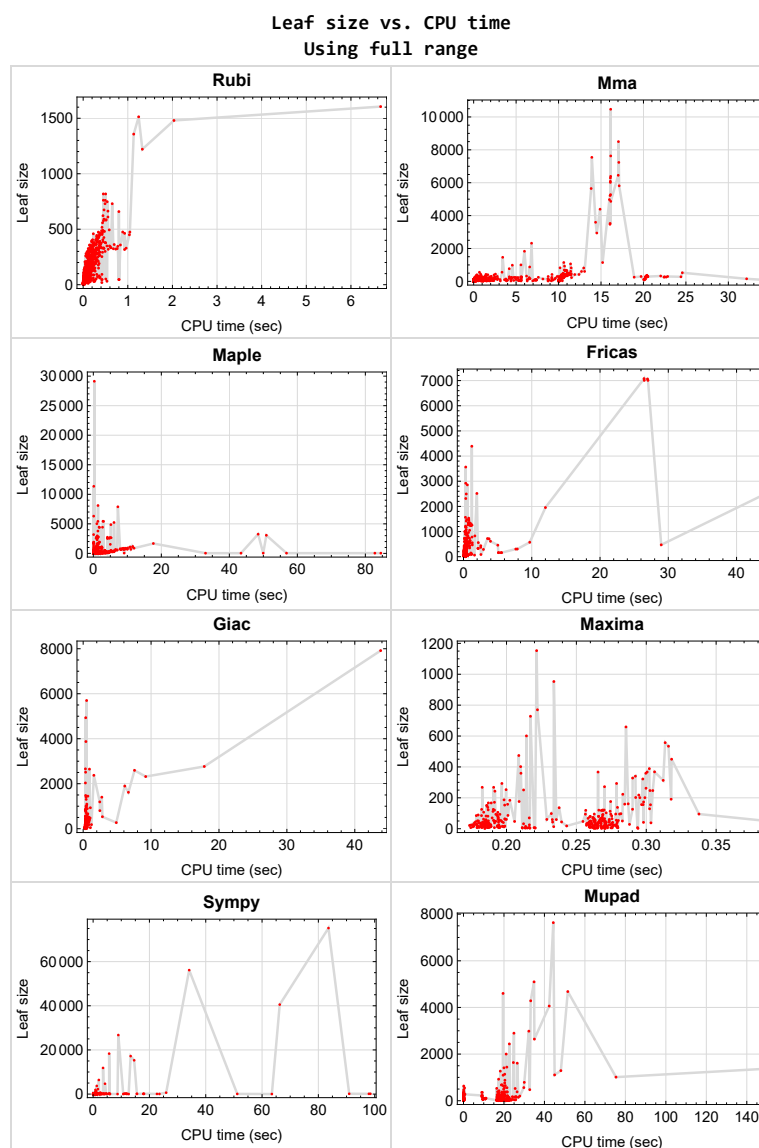 Leaf size vs. CPU time
Using full range
Rubi
Leaf size
1500
1000
500
0
0 1 2 3 4 5 6
CPU time (sec)
Mma
Leaf size
10 000
8000
6000
4000
2000
0
0 5 10 15 20 25 30
CPU time (sec)
Maple
Leaf size
30 000
25 000
20 000
15 000
10 000
5000
0
0 20 40 60 80
CPU time (sec)
Fricas
Leaf size
7000
6000
5000
4000
3000
2000
1000
0
0 10 20 30 40
CPU time (sec)
Giac
Leaf size
8000
6000
4000
2000
0
0 10 20 30 40
CPU time (sec)
Maxima
Leaf size
1200
1000
800
600
400
200
0
0.20 0.25 0.30 0.35
CPU time (sec)
Sympy
Leaf size
60 000
40 000
20 000
0
0 20 40 60 80 100
CPU time (sec)
Mupad
Leaf size
8000
6000
4000
2000
0
0 20 40 60 80 100 120 140
CPU time (sec)